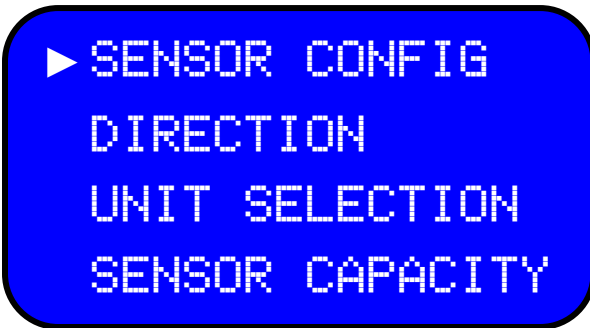 ►SENSOR CONFIG
DIRECTION
UNIT SELECTION
SENSOR CAPACITY